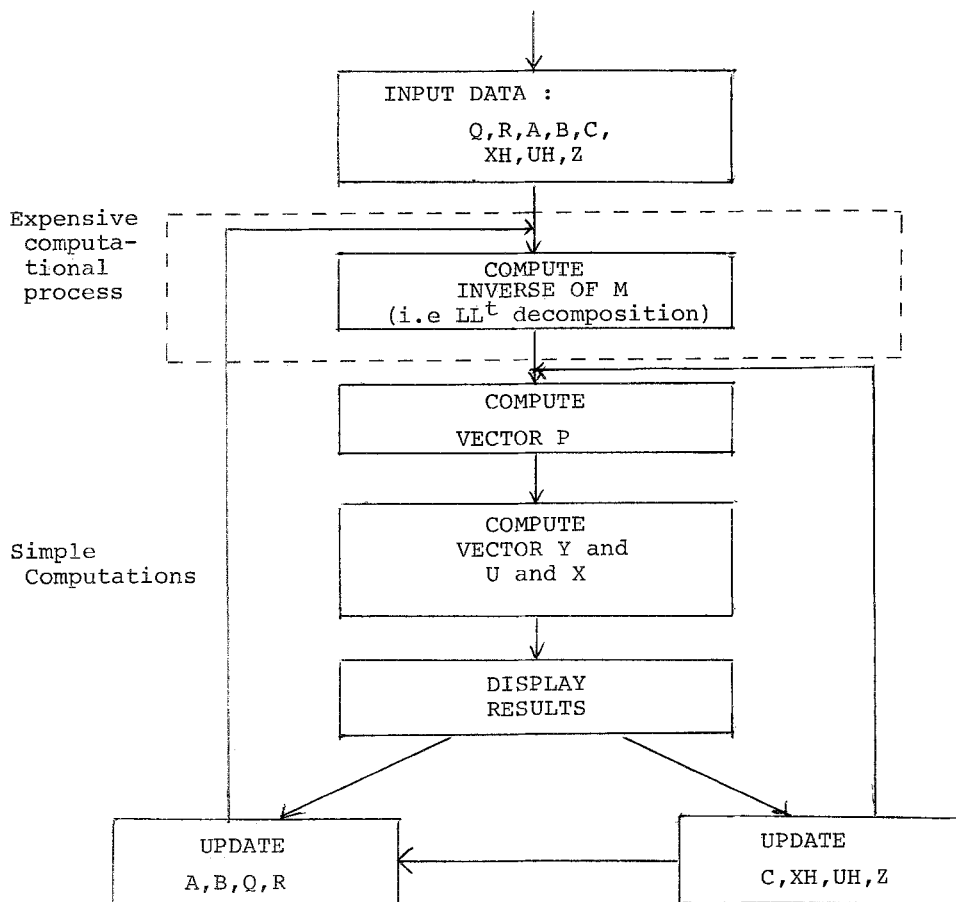 INPUT DATA :
Q,R,A,B,C,
XH,UH,Z
Expensive
computa-
tional
process
COMPUTE
INVERSE OF M
(i.e LLt decomposition)
COMPUTE
VECTOR P
Simple
Computations
COMPUTE
VECTOR Y and
U and X
DISPLAY
RESULTS
UPDATE
A,B,Q,R
UPDATE
C,XH,UH,Z